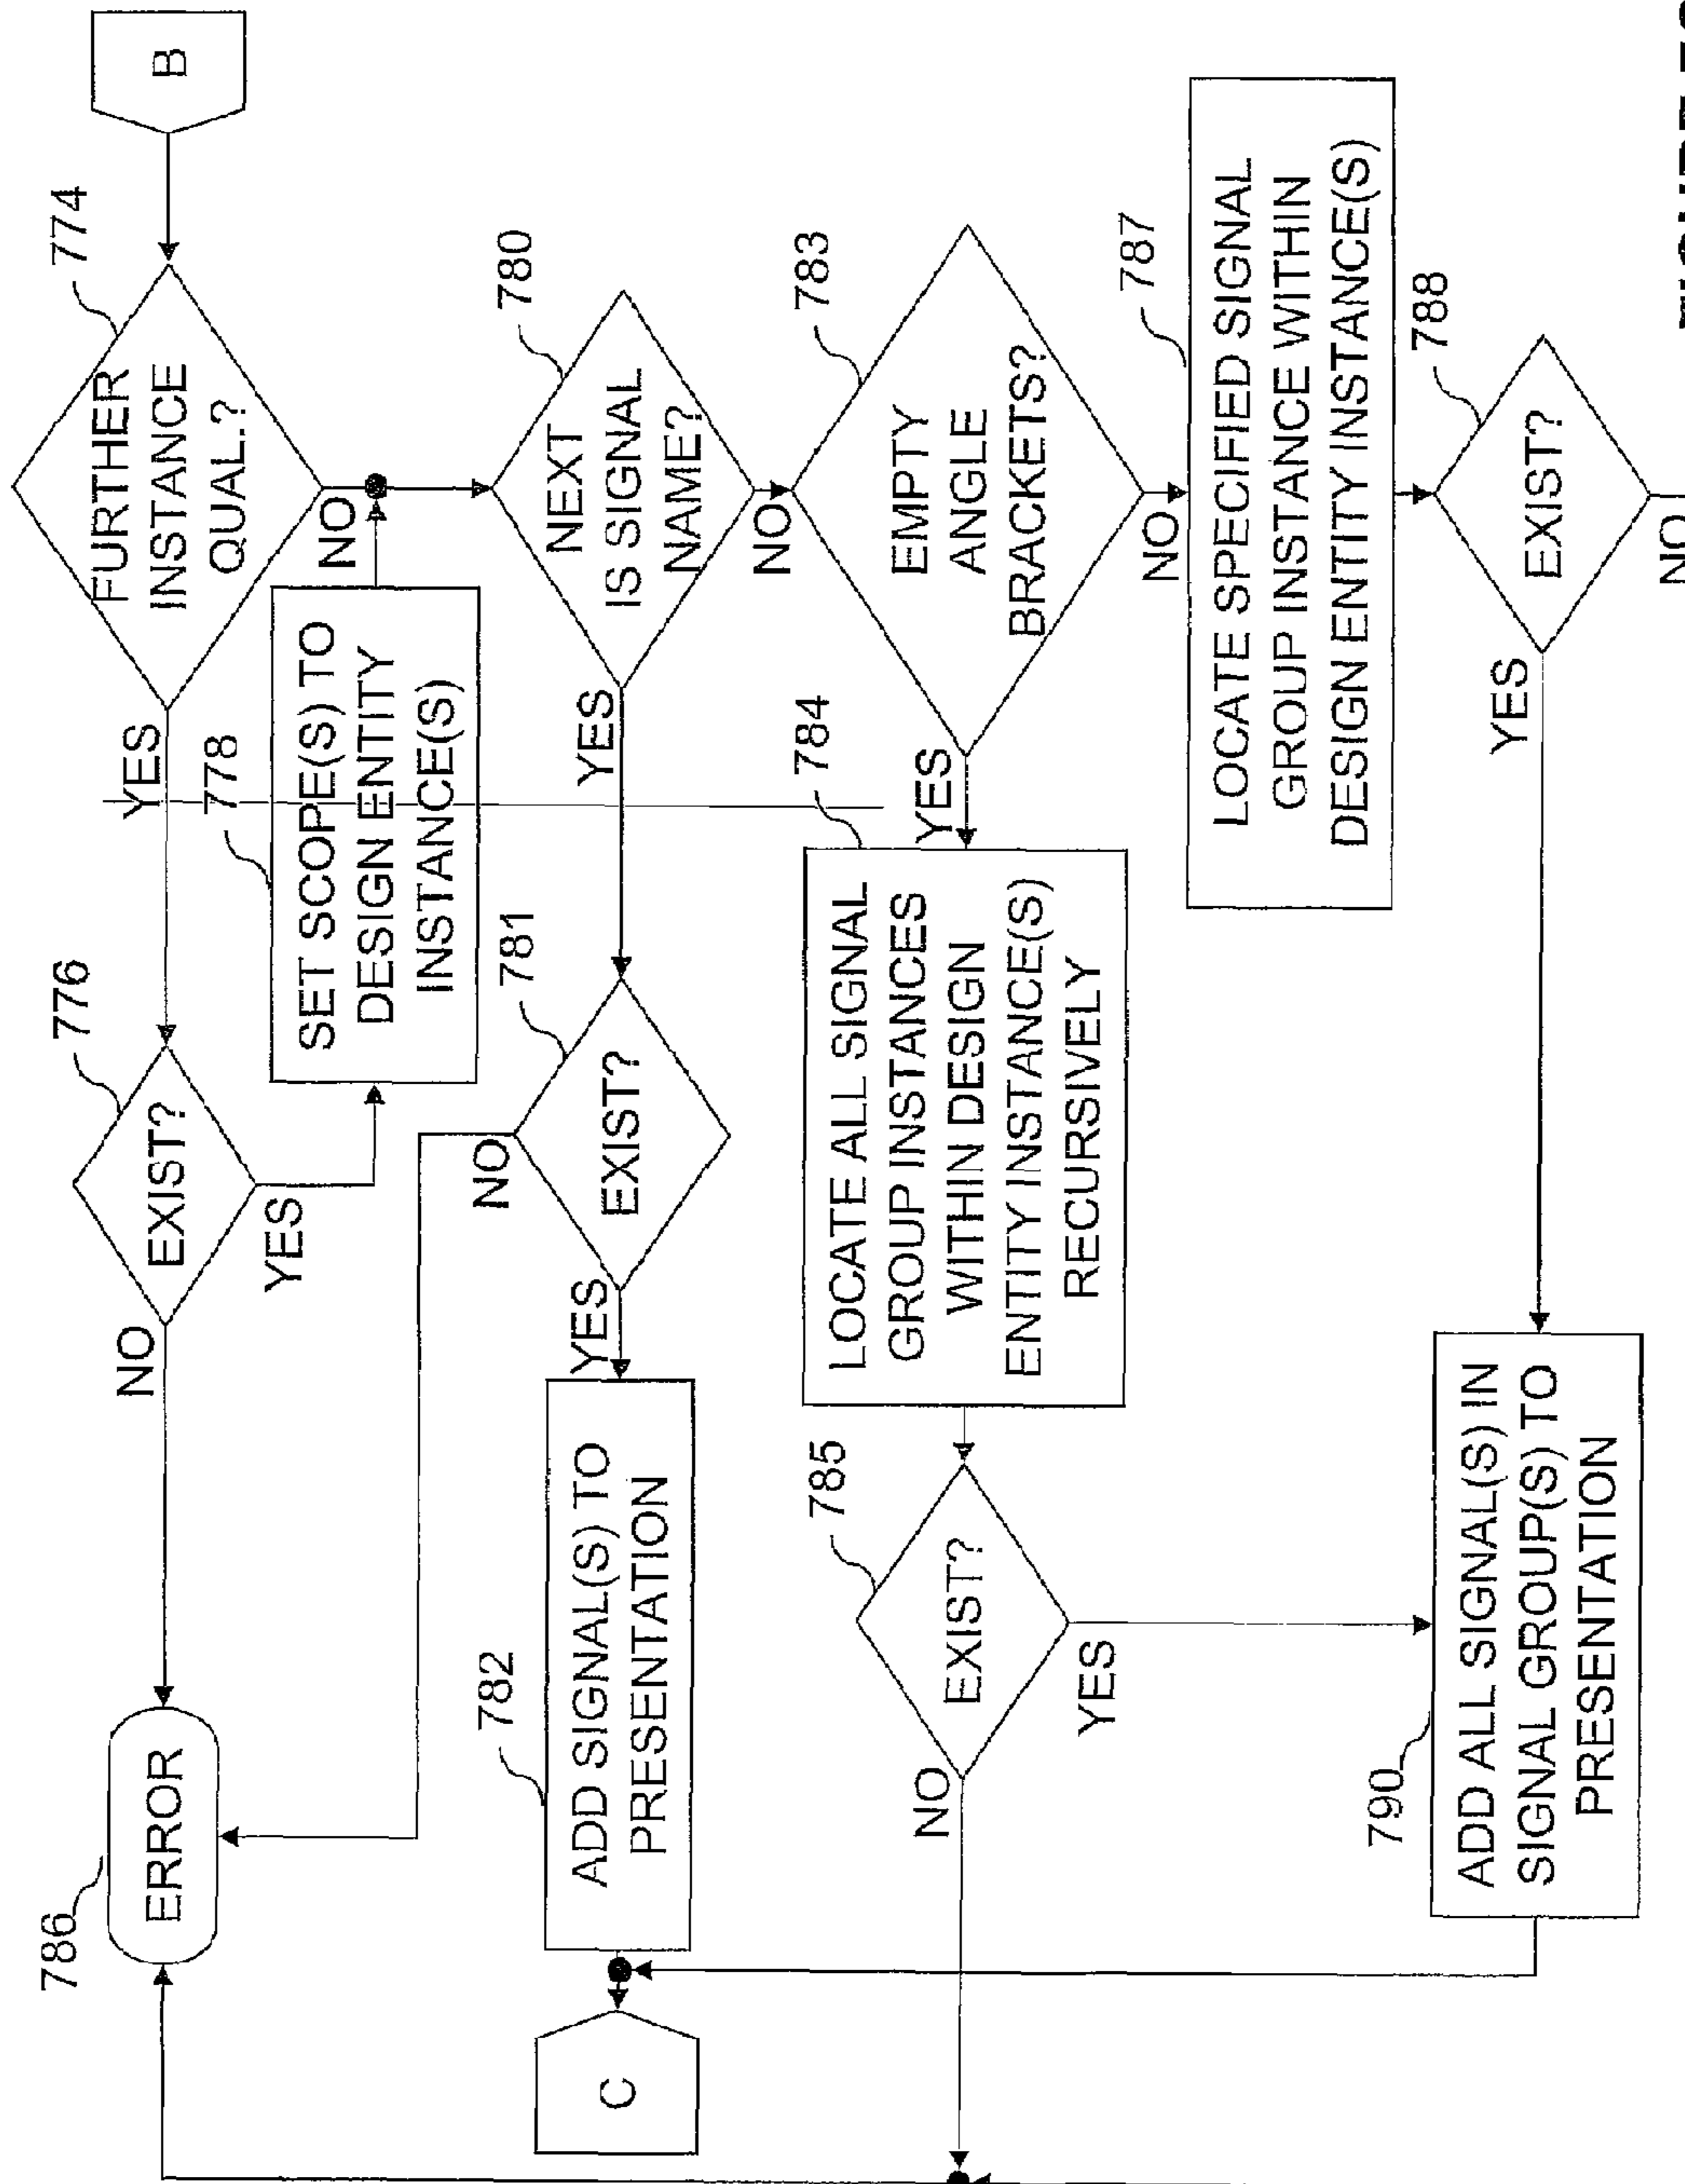 B
774
FURTHER
INSTANCE
QUAL.?
YES
NO
776
EXIST?
NO
YES
778
SET SCOPE(S) TO
DESIGN ENTITY
INSTANCE(S)
780
NEXT
IS SIGNAL
NAME?
YES
NO
781
EXIST?
NO
YES
782
ADD SIGNAL(S) TO
PRESENTATION
C
783
EMPTY
ANGLE
BRACKETS?
YES
NO
784
LOCATE ALL SIGNAL
GROUP INSTANCES
WITHIN DESIGN
ENTITY INSTANCE(S)
RECURSIVELY
785
EXIST?
NO
YES
786
ERROR
787
LOCATE SPECIFIED SIGNAL
GROUP INSTANCE WITHIN
DESIGN ENTITY INSTANCE(S)
788
EXIST?
YES
NO
790
ADD ALL SIGNAL(S) IN
SIGNAL GROUP(S) TO
PRESENTATION